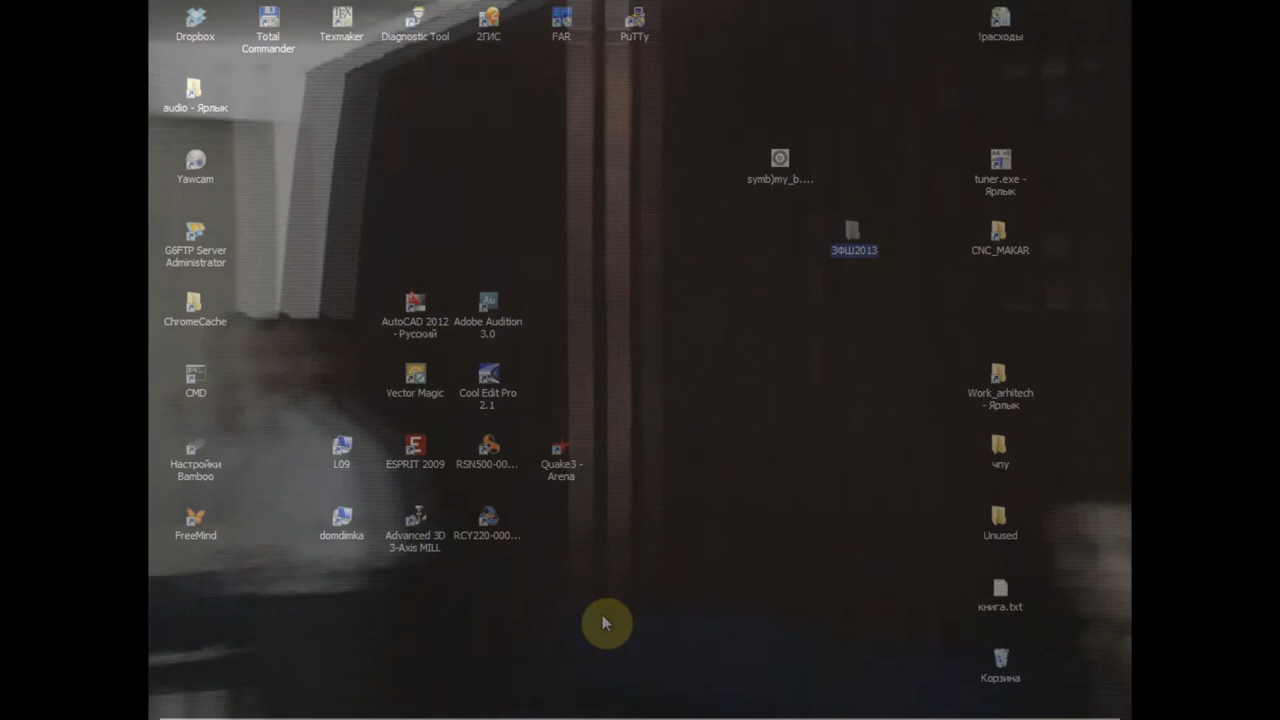 Dropbox
Total
Commander
Texmaker
Diagnostic Tool
2ГИС
FAR
PuTTy
!расходы
audio - Ярлык
Yawcam
symb)my_b....
tuner.exe -
Ярлык
G6FTP Server
Administrator
ЭФШ2013
CNC_MAKAR
ChromeCache
AutoCAD 2012
- Русский
Adobe Audition
3.0
CMD
Vector Magic
Cool Edit Pro
2.1
Work_arhitech
- Ярлык
Настройки
Bamboo
L09
ESPRIT 2009
RSN500-00...
Quake3 -
Arena
чпу
FreeMind
domdimka
Advanced 3D
3-Axis MILL
RCY220-000...
Unused
книга.txt
Корзина